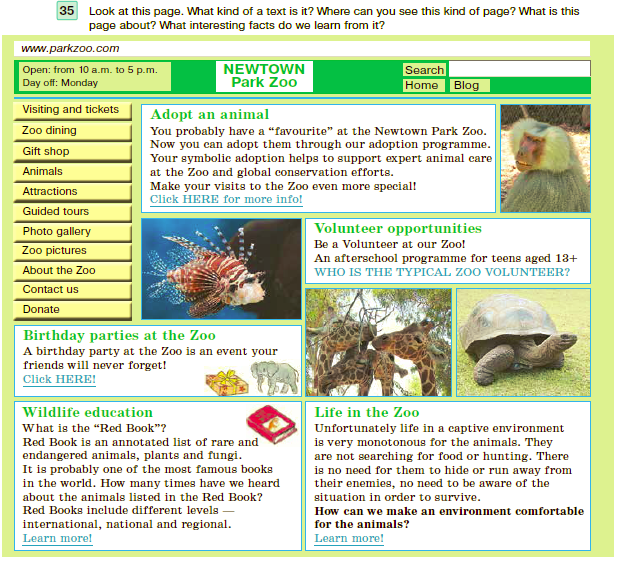 35 Look at this page. What kind of a text is it? Where can you see this kind of page? What is this
page about? What interesting facts do we learn from it?
www.parkzoo.com
Open: from 10 a.m. to 5 p.m.
Day off: Monday
NEWTOWN
Park Zoo
Search
Home Blog
Visiting and tickets
Zoo dining
Gift shop
Animals
Attractions
Guided tours
Photo gallery
Zoo pictures
About the Zoo
Contact us
Donate
Adopt an animal
You probably have a “favourite” at the Newtown Park Zoo.
Now you can adopt them through our adoption programme.
Your symbolic adoption helps to support expert animal care
at the Zoo and global conservation efforts.
Make your visits to the Zoo even more special!
Click HERE for more info!
Volunteer opportunities
Be a Volunteer at our Zoo!
An afterschool programme for teens aged 13+
WHO IS THE TYPICAL ZOO VOLUNTEER?
Birthday parties at the Zoo
A birthday party at the Zoo is an event your
friends will never forget!
Click HERE!
Wildlife education
What is the “Red Book”?
Red Book is an annotated list of rare and
endangered animals, plants and fungi.
It is probably one of the most famous books
in the world. How many times have we heard
about the animals listed in the Red Book?
Red Books include different levels —
international, national and regional.
Learn more!
Life in the Zoo
Unfortunately life in a captive environment
is very monotonous for the animals. They
are not searching for food or hunting. There
is no need for them to hide or run away from
their enemies, no need to be aware of the
situation in order to survive.
How can we make an environment comfortable
for the animals?
Learn more!